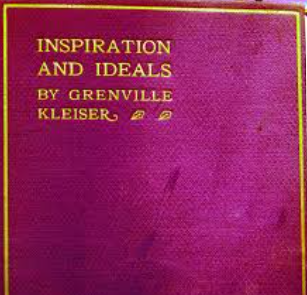 INSPIRATION
AND IDEALS
BY GRENVILLE
KLEISER